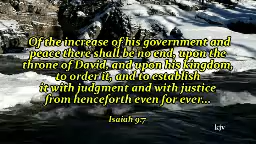 Of the increase of his government and
peace there shall be no end, upon the
throne of David, and upon his kingdom,
to order it, and to establish
it with judgment and with justice
from henceforth even for ever...
Isaiah 9.7
kjv